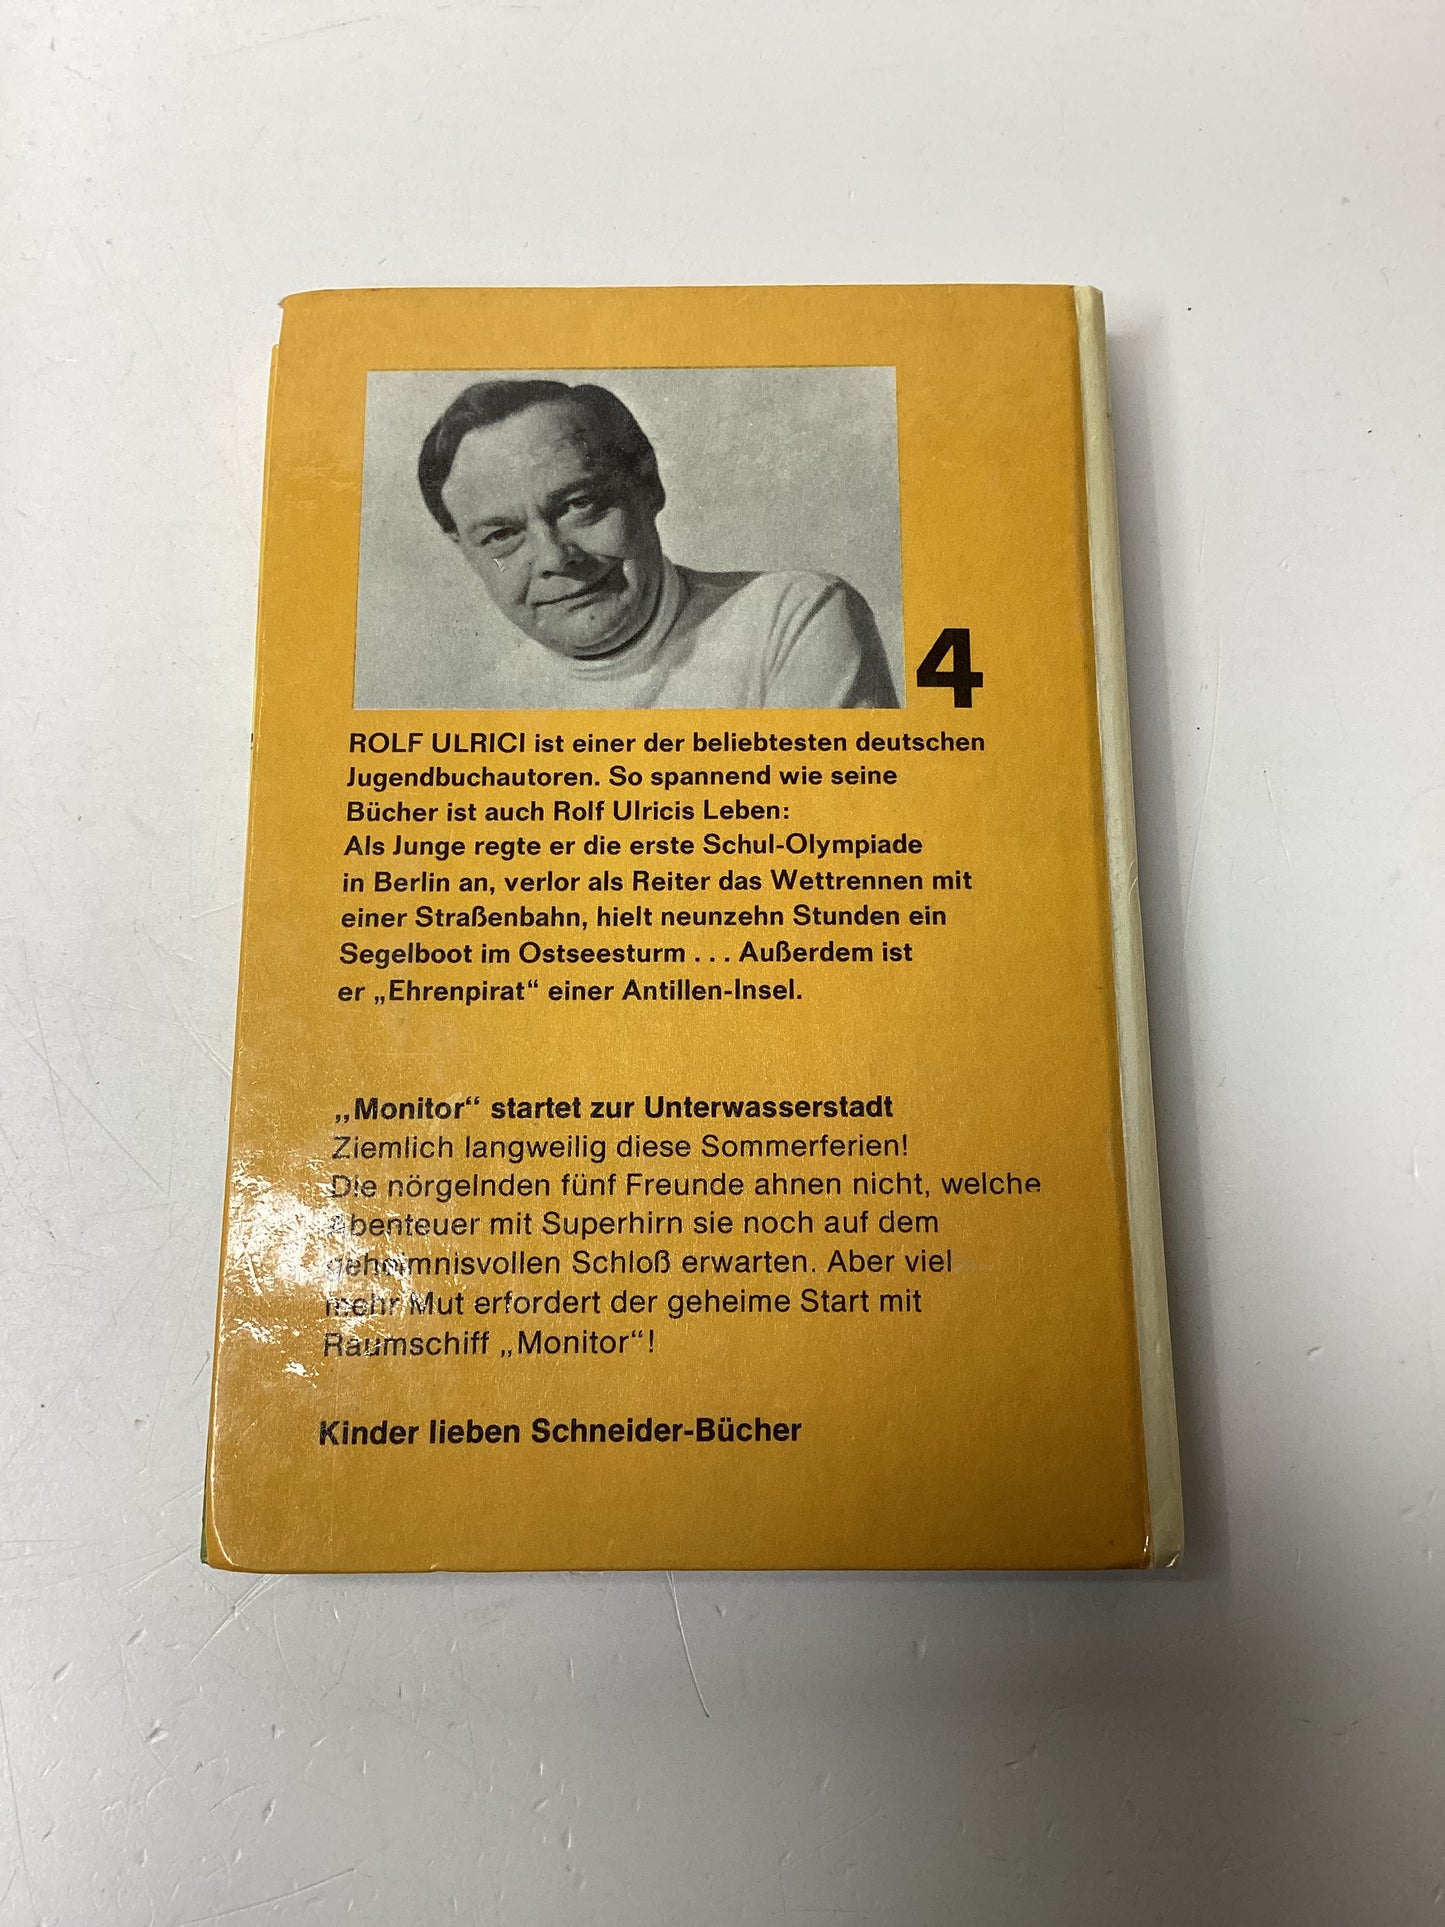 4
ROLF ULRICI ist einer der beliebtesten deutschen
Jugendbuchautoren. So spannend wie seine
Bücher ist auch Rolf Ulricis Leben:
Als Junge regte er die erste Schul-Olympiade
in Berlin an, verlor als Reiter das Wettrennen mit
einer Straßenbahn, hielt neunzehn Stunden ein
Segelboot im Ostseesturm . . . Außerdem ist
er „Ehrenpirat“ einer Antillen-Insel.
„Monitor“ startet zur Unterwasserstadt
Ziemlich langweilig diese Sommerferien!
Die nörgelnden fünf Freunde ahnen nicht, welche
Abenteuer mit Superhirn sie noch auf dem
geheimnisvollen Schloß erwarten. Aber viel
mehr Mut erfordert der geheime Start mit
Raumschiff „Monitor“!
Kinder lieben Schneider-Bücher